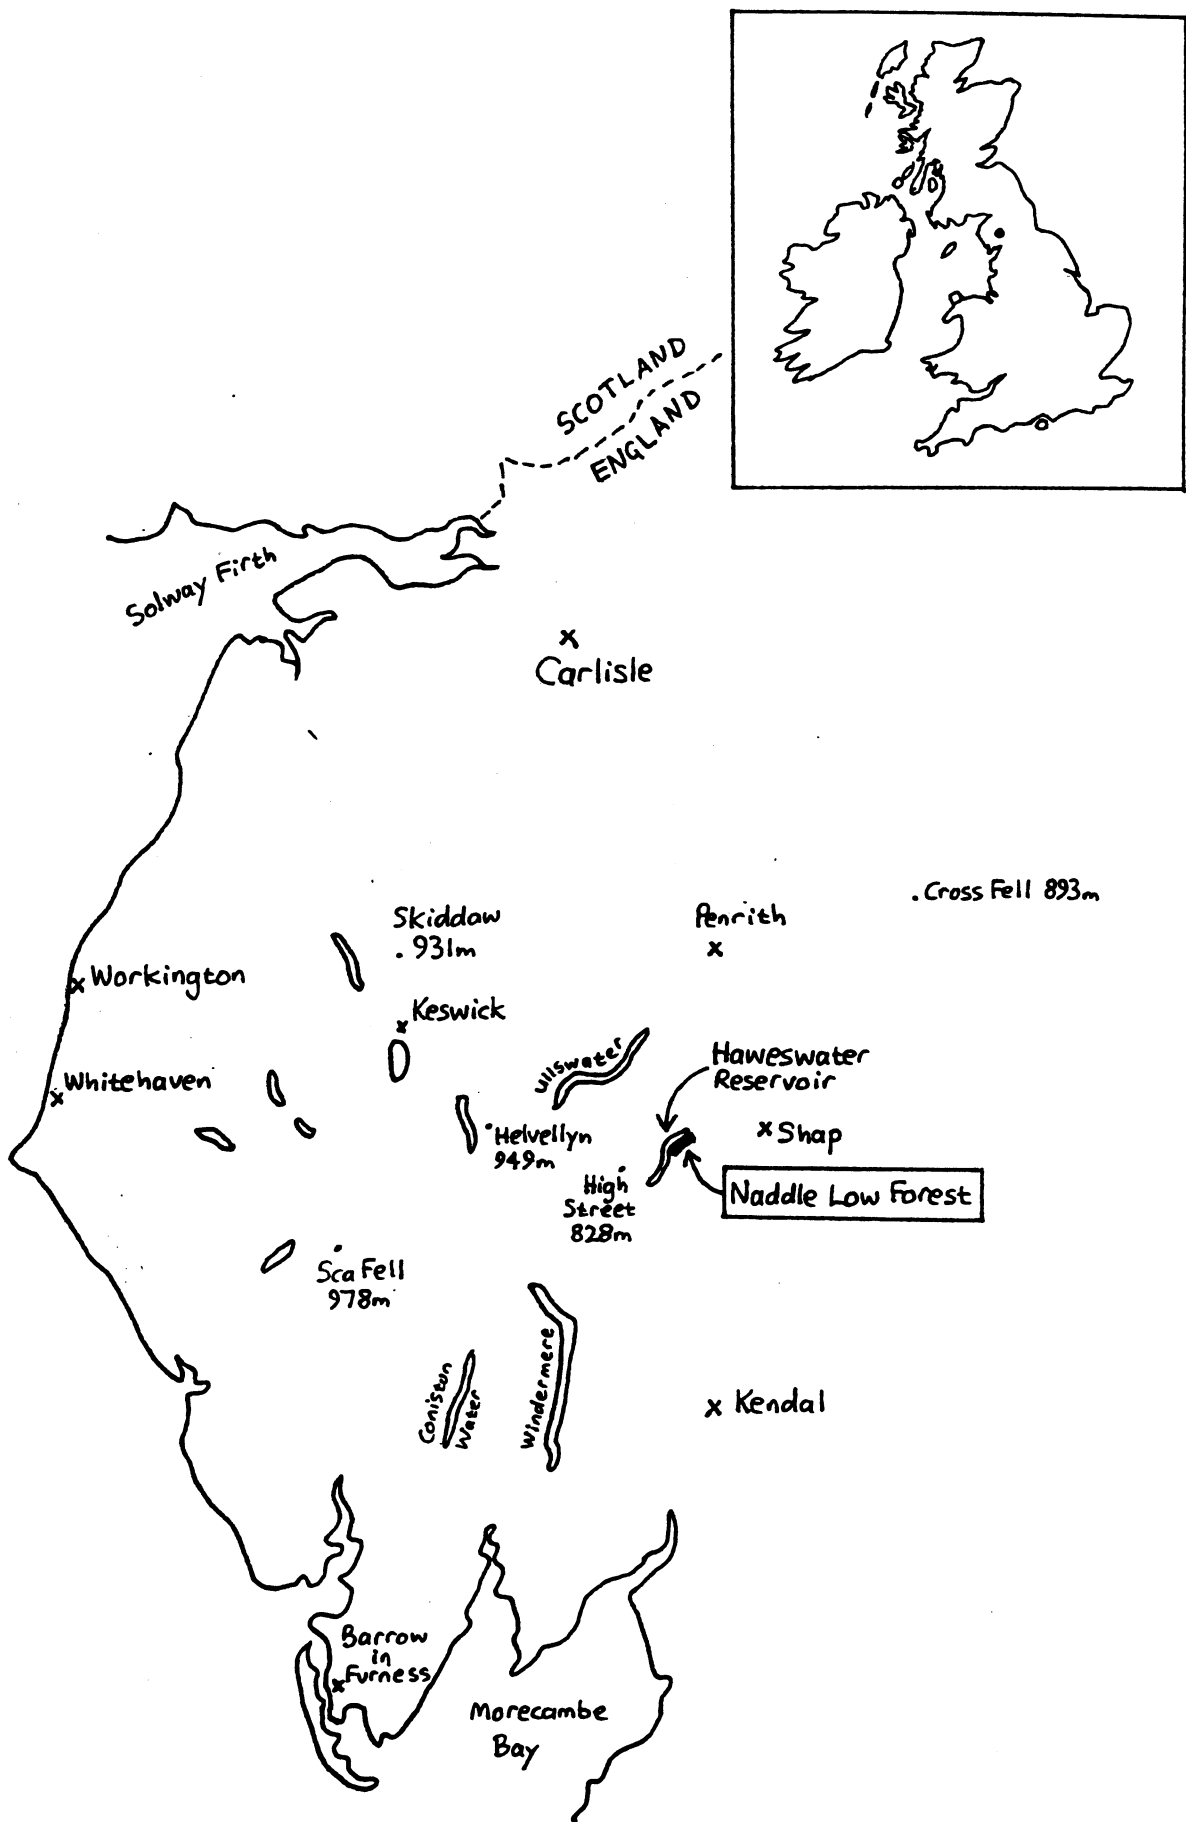 SCOTLAND
ENGLAND
Solway Firth
Carlisle
. Cross Fell 893m
Skiddaw
. 931m
Penrith
x
x Workington
x Keswick
Ullswater
Haweswater
Reservoir
x Whitehaven
Helvellyn
949m
x Shap
High
Street
828m
Naddle Low Forest
Sca Fell
978m
Windermere
Coniston
Water
x Kendal
Barrow
in
x Furness
Morecambe
Bay